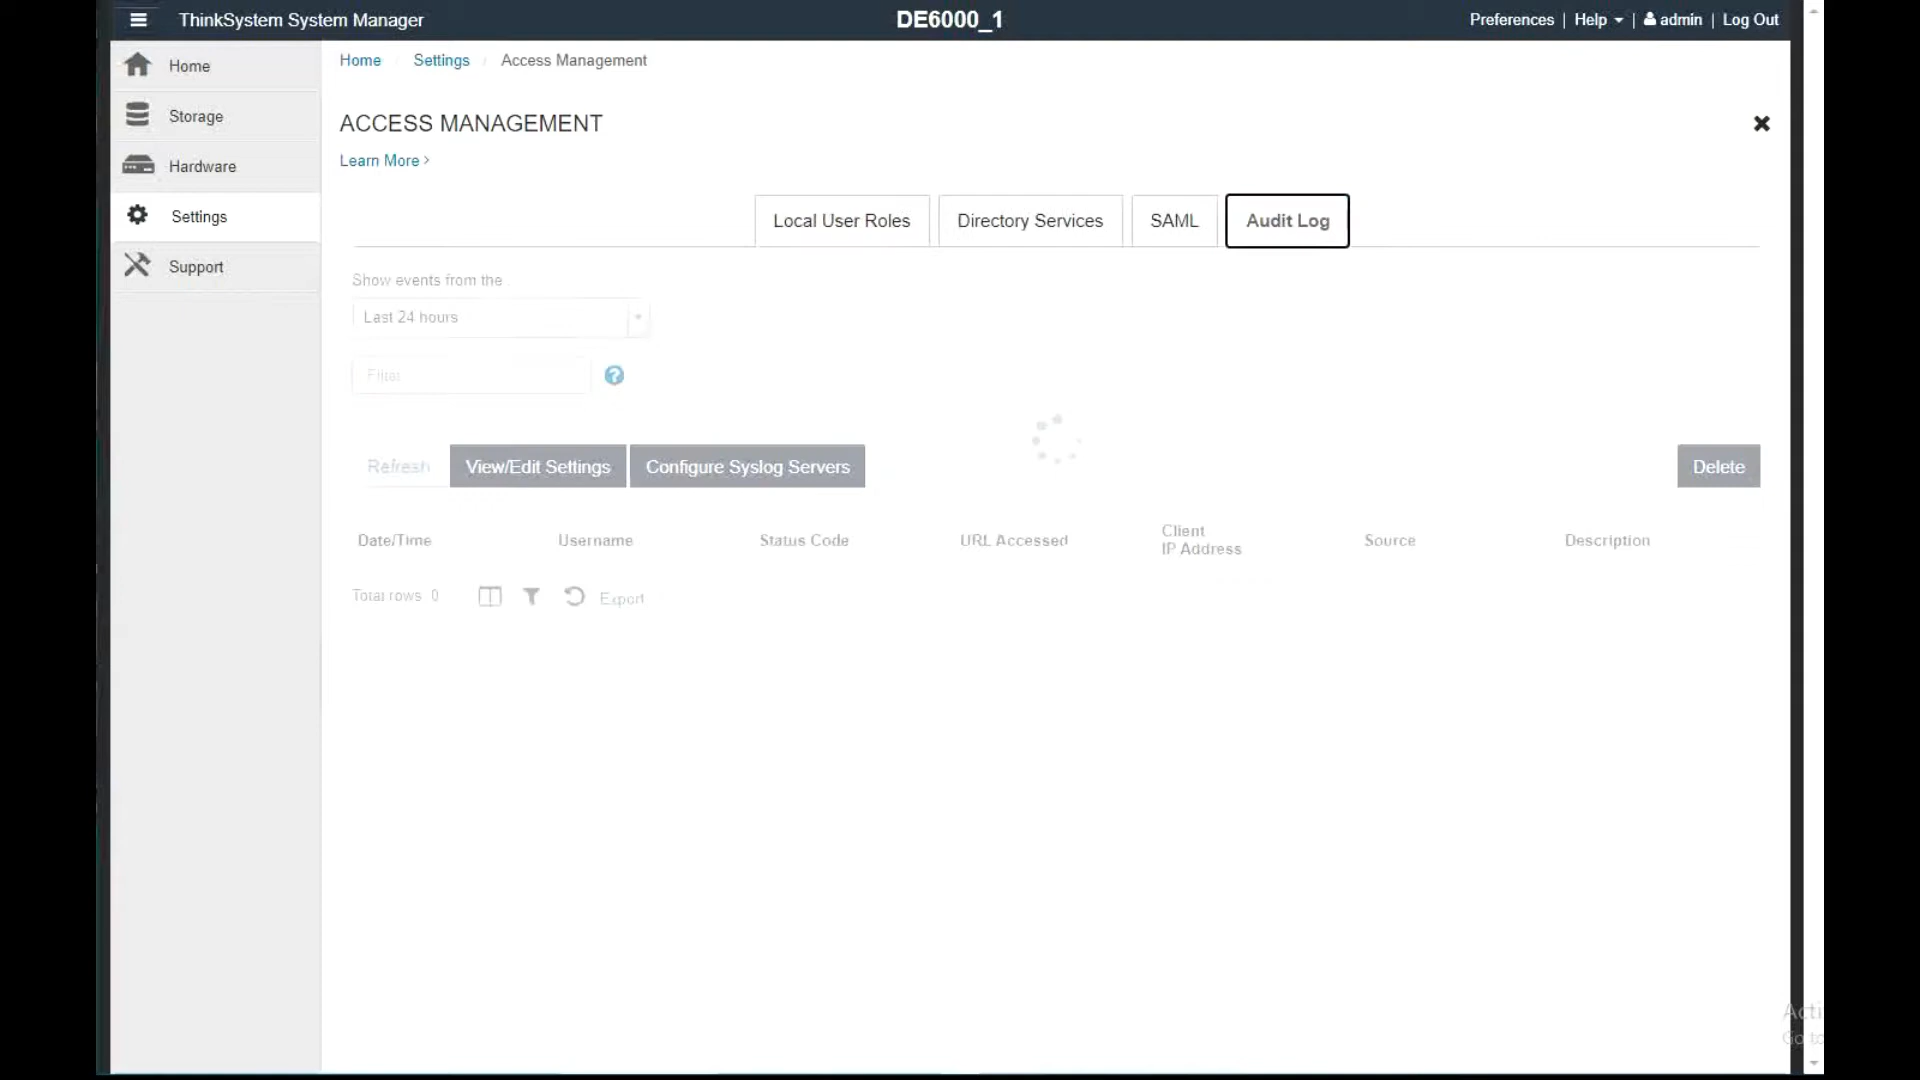 ThinkSystem System Manager
DE6000_1
Preferences | Help | admin | Log Out
Home
Storage
Hardware
Settings
Support
Home / Settings / Access Management
ACCESS MANAGEMENT
Learn More >
Local User Roles
Directory Services
SAML
Audit Log
Show events from the
Last 24 hours
Filter
?
Refresh
View/Edit Settings
Configure Syslog Servers
Delete
Date/Time
Username
Status Code
URL Accessed
Client
IP Address
Source
Description
Total rows 0
Export
Acti
Go to